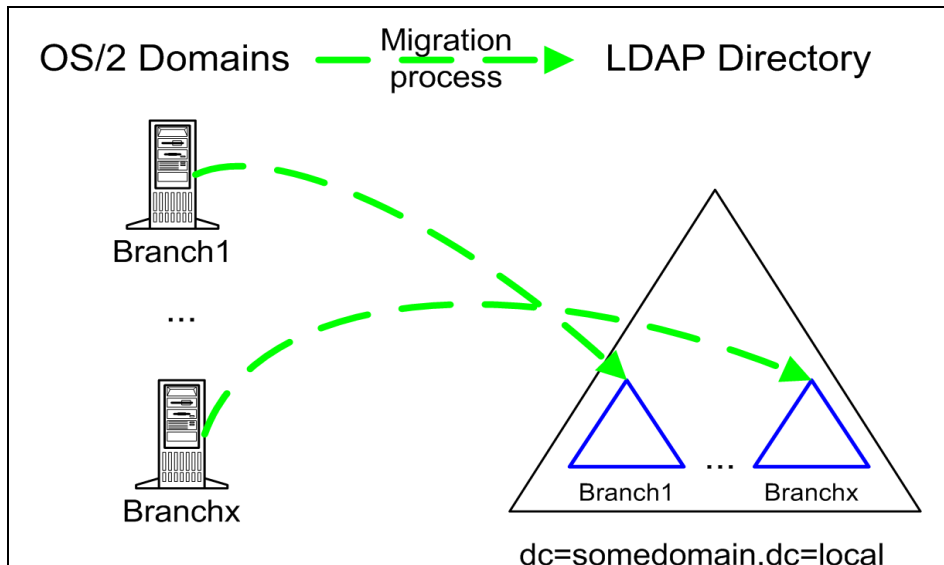 OS/2 Domains
Migration
process
LDAP Directory
Branch1
...
Branchx
Branch1
...
Branchx
dc=somedomain,dc=local